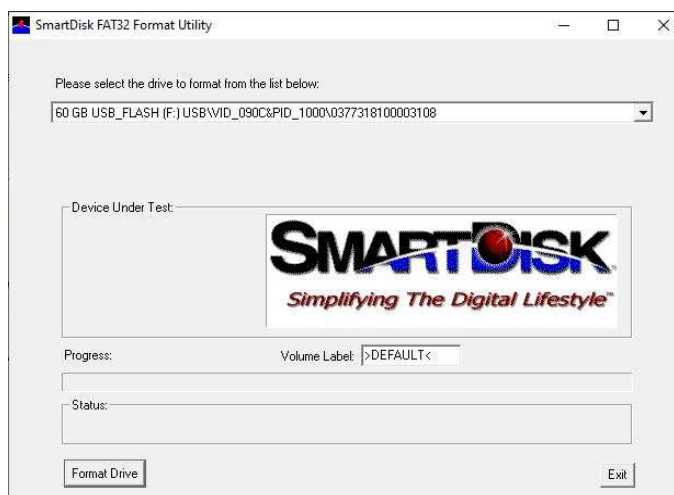 SmartDisk FAT32 Format Utility
Please select the drive to format from the list below:
60 GB USB_FLASH (F:) USB\VID_090C&PID_1000\0377318100003108
Device Under Test:
SMARTDISK
Simplifying The Digital Lifestyle™
Progress:
Volume Label: >DEFAULT<
Status:
Format Drive
Exit